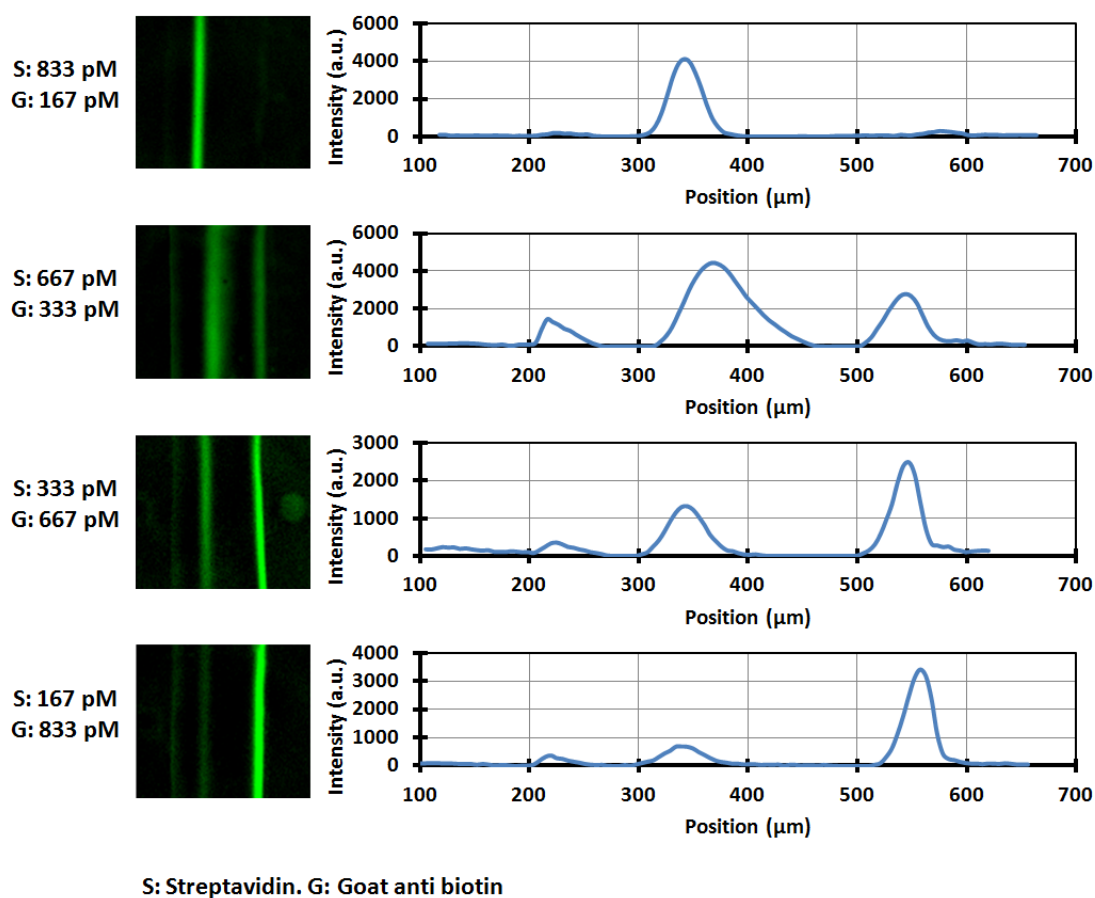 S: 833 pM
G: 167 pM
Intensity (a.u.)
6000
4000
2000
0
100 200 300 400 500 600 700
Position (µm)
S: 667 pM
G: 333 pM
Intensity (a.u.)
6000
4000
2000
0
100 200 300 400 500 600 700
Position (µm)
S: 333 pM
G: 667 pM
Intensity (a.u.)
3000
2000
1000
0
100 200 300 400 500 600 700
Position (µm)
S: 167 pM
G: 833 pM
Intensity (a.u.)
4000
3000
2000
1000
0
100 200 300 400 500 600 700
Position (µm)
S: Streptavidin. G: Goat anti biotin